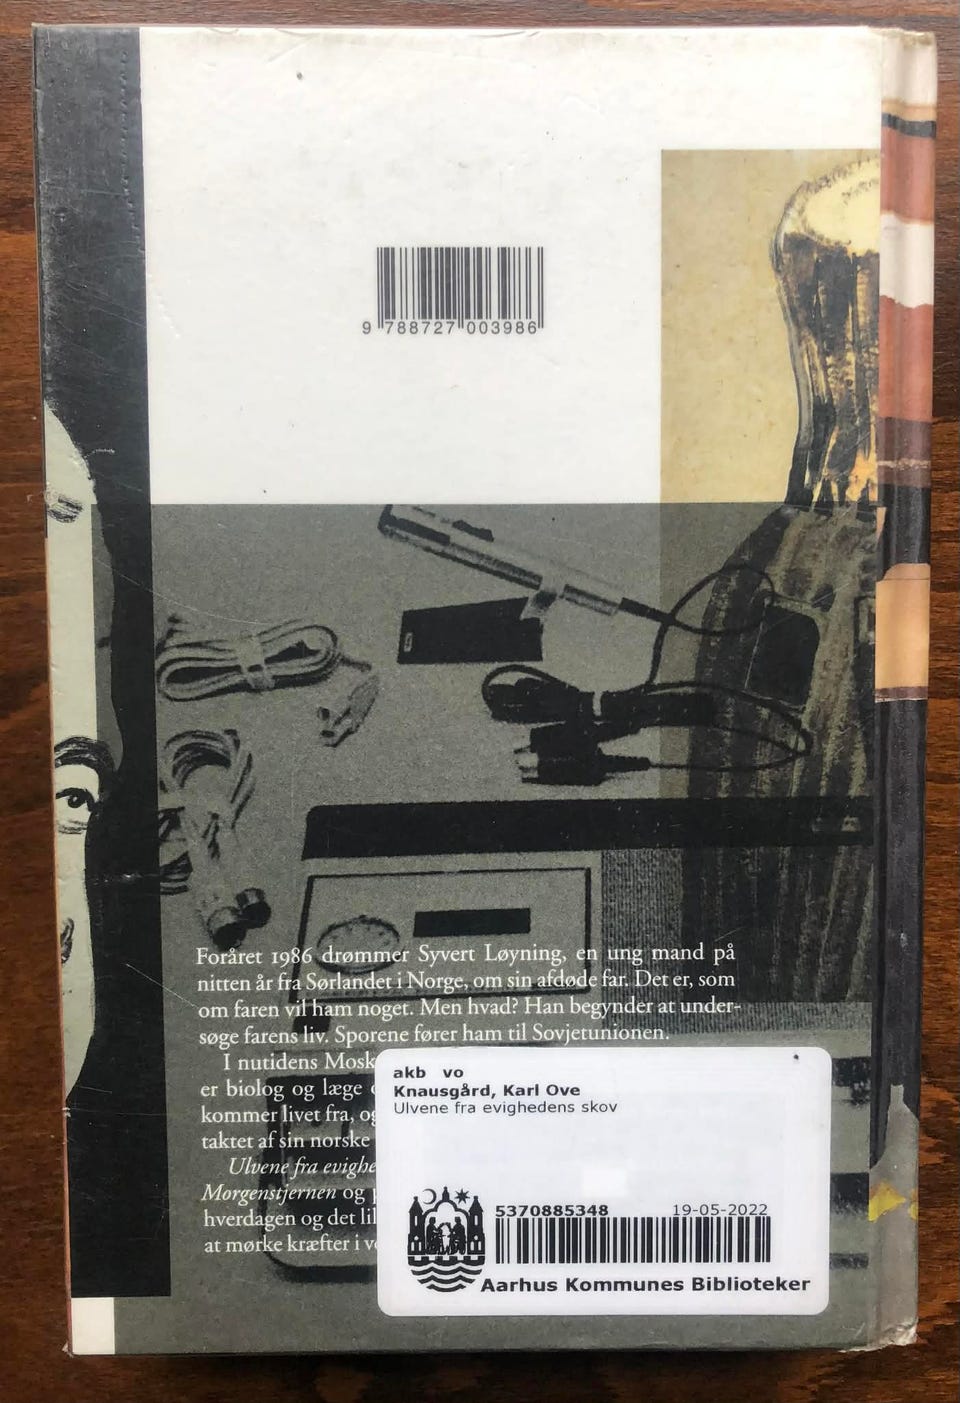 9 788727 003986
Foråret 1986 drømmer Syvert Løyning, en ung mand på
nitten år fra Sørlandet i Norge, om sin afdøde far. Det er, som
om faren vil ham noget. Men hvad? Han begynder at under-
søge farens liv. Sporene fører ham til Sovjetunionen.
I nutidens Mosk
er biolog og læge
kommer livet fra, og
taktet af sin norske
Ulvene fra evighe
Morgenstjernen og
hverdagen og det lil
at mørke kræfter i ve
akb vo
Knausgård, Karl Ove
Ulvene fra evighedens skov
5370885348 19-05-2022
Aarhus Kommunes Biblioteker